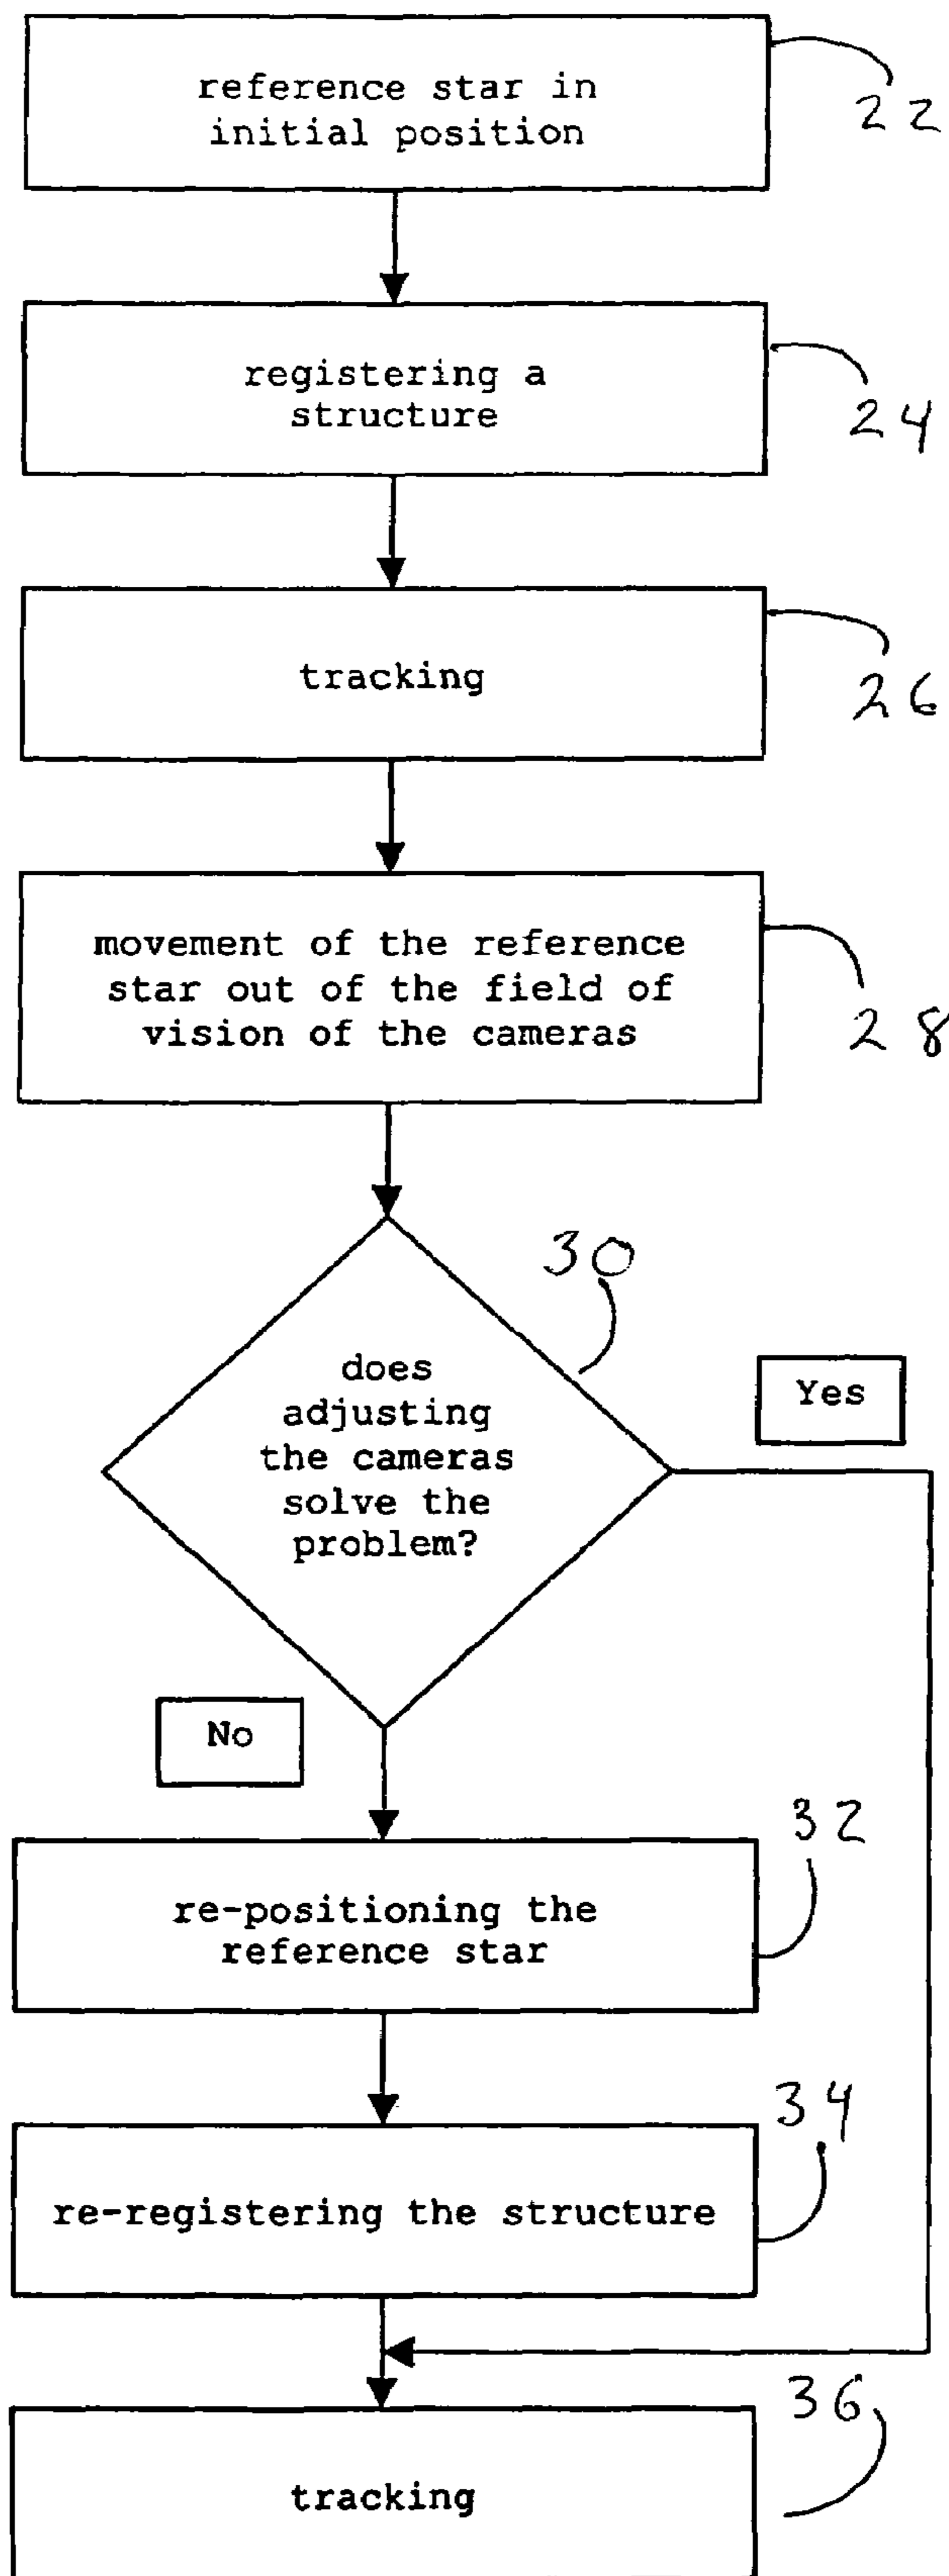 reference star in
initial position
22
registering a
structure
24
tracking
26
movement of the reference
star out of the field of
vision of the cameras
28
30
does
adjusting
the cameras
solve the
problem?
Yes
No
32
re-positioning the
reference star
34
re-registering the structure
36
tracking